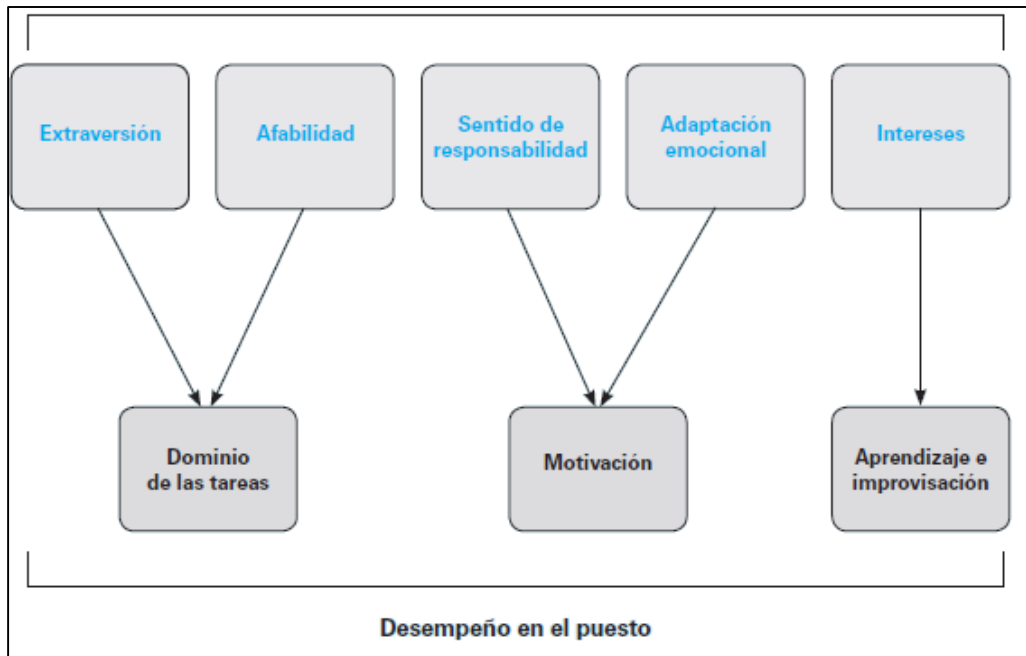 Extraversión
Afabilidad
Sentido de
responsabilidad
Adaptación
emocional
Intereses
Dominio
de las tareas
Motivación
Aprendizaje e
improvisación
Desempeño en el puesto